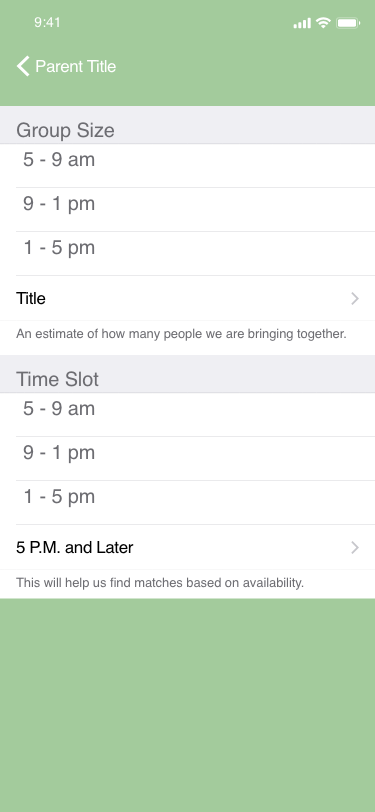 9:41
Parent Title
Group Size
5 - 9 am
9 - 1 pm
1 - 5 pm
Title
An estimate of how many people we are bringing together.
Time Slot
5 - 9 am
9 - 1 pm
1 - 5 pm
5 P.M. and Later
This will help us find matches based on availability.